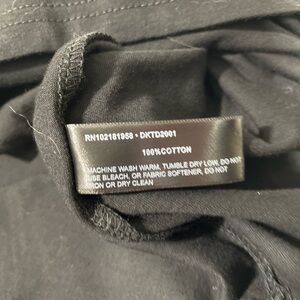 RN102181958 • DKTD2001
100%COTTON
MACHINE WASH WARM, TUMBLE DRY LOW, DO NOT
USE BLEACH, OR FABRIC SOFTENER, DO NOT
IRON OR DRY CLEAN